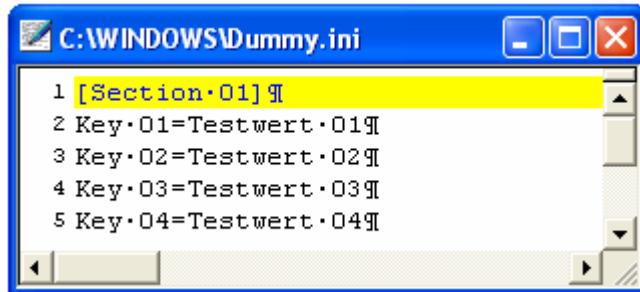 C:\WINDOWS\Dummy.ini
1 [Section·01]¶
2 Key·01=Testwert·01¶
3 Key·02=Testwert·02¶
4 Key·03=Testwert·03¶
5 Key·04=Testwert·04¶